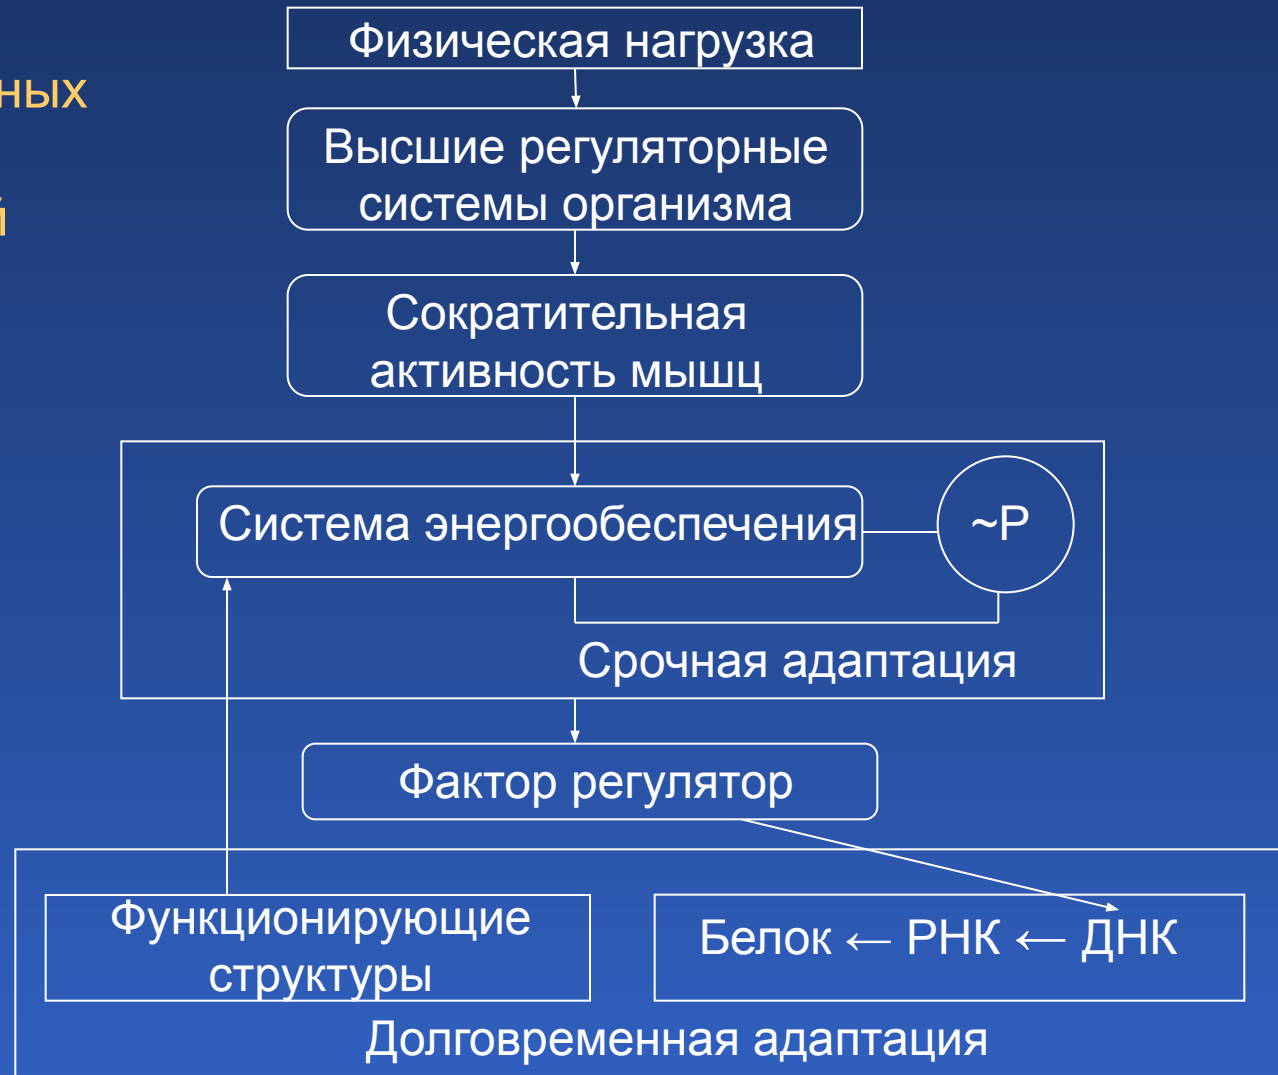 Физическая нагрузка
Высшие регуляторные
системы организма
Сократительная
активность мышц
Система энергообеспечения
~Р
Срочная адаптация
Фактор регулятор
Функционирующие
структуры
Белок ← РНК ← ДНК
Долговременная адаптация